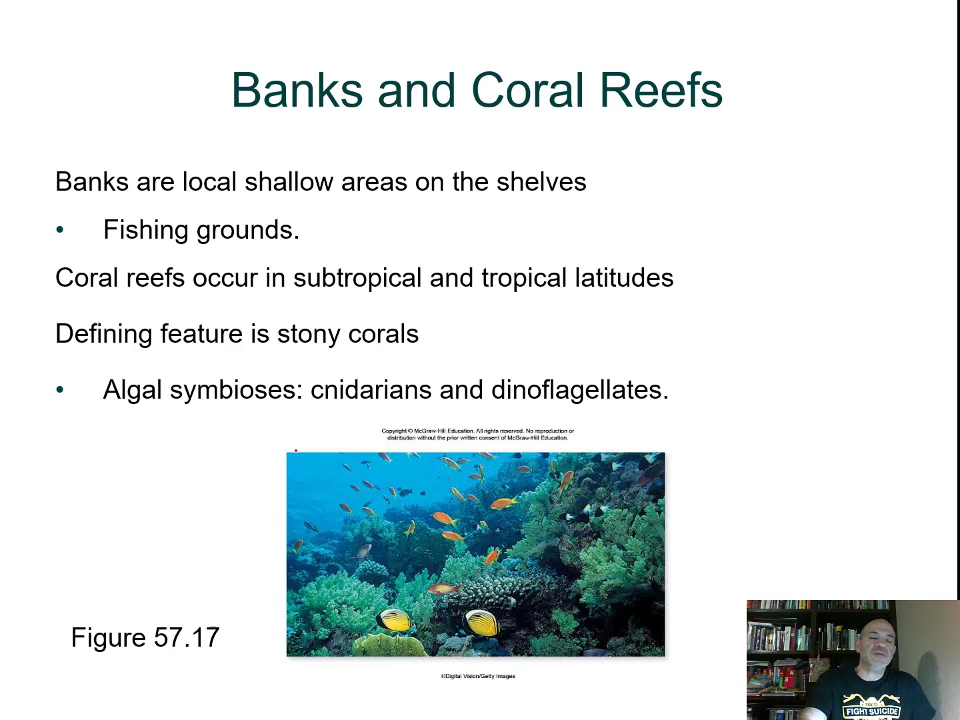 Banks and Coral Reefs
Banks are local shallow areas on the shelves
• Fishing grounds.
Coral reefs occur in subtropical and tropical latitudes
Defining feature is stony corals
• Algal symbioses: cnidarians and dinoflagellates.
Copyright © McGraw-Hill Education. All rights reserved. No reproduction or
distribution without the prior written consent of McGraw-Hill Education.
Figure 57.17
©Digital Vision/Getty Images
FIGHT SUICIDE